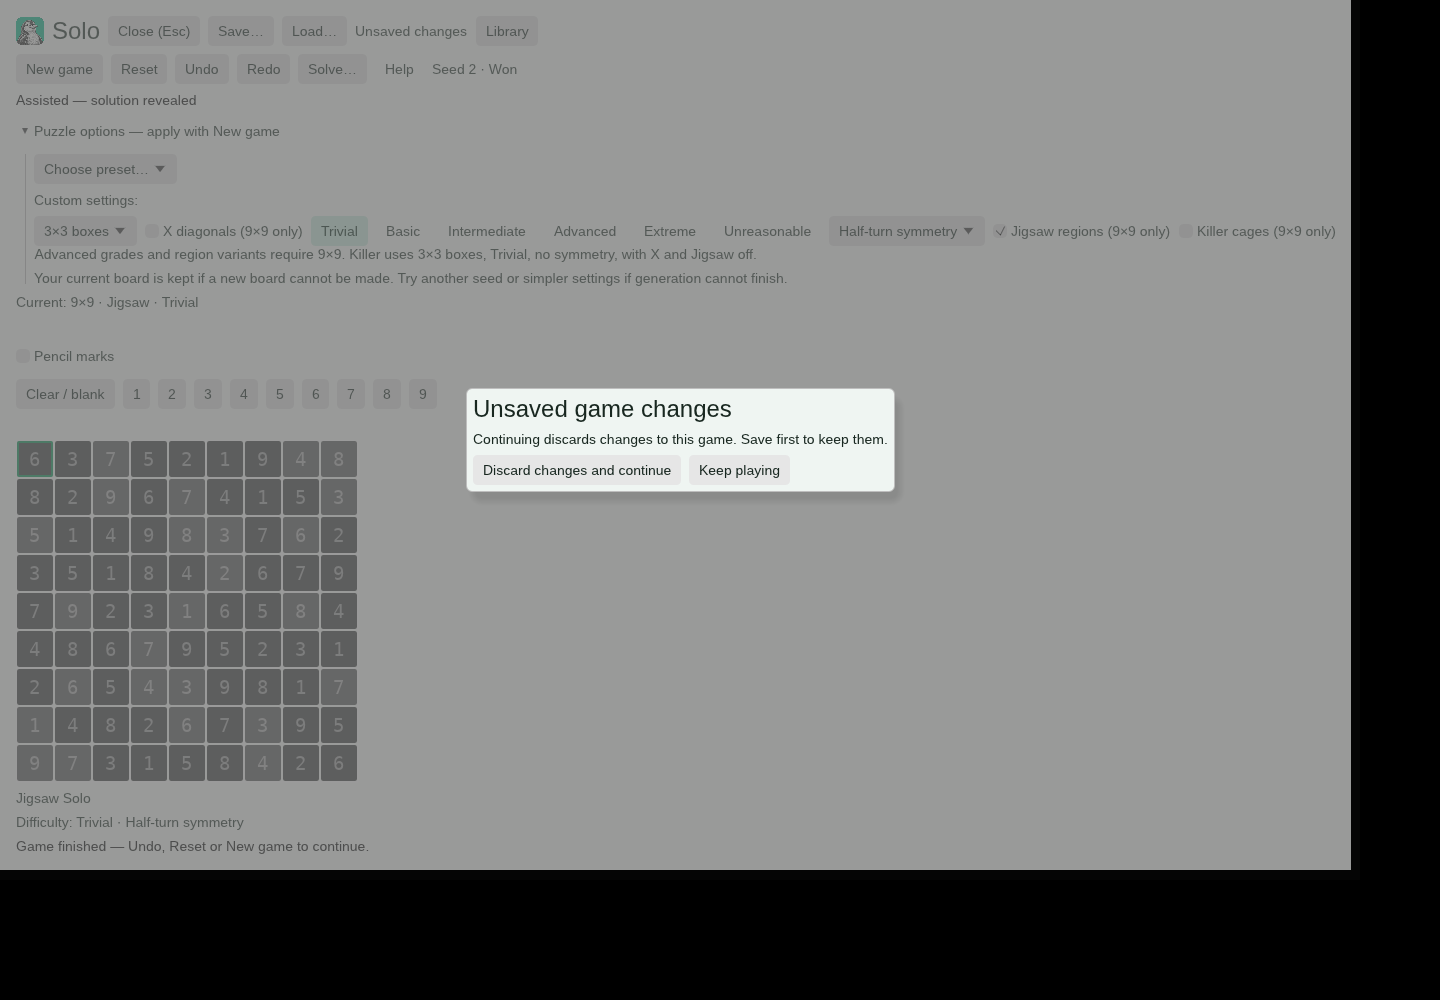 Solo Close (Esc) Save… Load… Unsaved changes Library
New game Reset Undo Redo Solve… Help Seed 2 · Won
Assisted — solution revealed
Puzzle options — apply with New game
Choose preset…
Custom settings:
3×3 boxes X diagonals (9×9 only) Trivial Basic Intermediate Advanced Extreme Unreasonable Half-turn symmetry Jigsaw regions (9×9 only) Killer cages (9×9 only)
Advanced grades and region variants require 9×9. Killer uses 3×3 boxes, Trivial, no symmetry, with X and Jigsaw off.
Your current board is kept if a new board cannot be made. Try another seed or simpler settings if generation cannot finish.
Current: 9×9 · Jigsaw · Trivial
Pencil marks
Clear / blank 1 2 3 4 5 6 7 8 9
Unsaved game changes
Continuing discards changes to this game. Save first to keep them.
Discard changes and continue Keep playing
6 3 7 5 2 1 9 4 8
8 2 9 6 7 4 1 5 3
5 1 4 9 8 3 7 6 2
3 5 1 8 4 2 6 7 9
7 9 2 3 1 6 5 8 4
4 8 6 7 9 5 2 3 1
2 6 5 4 3 9 8 1 7
1 4 8 2 6 7 3 9 5
9 7 3 1 5 8 4 2 6
Jigsaw Solo
Difficulty: Trivial · Half-turn symmetry
Game finished — Undo, Reset or New game to continue.